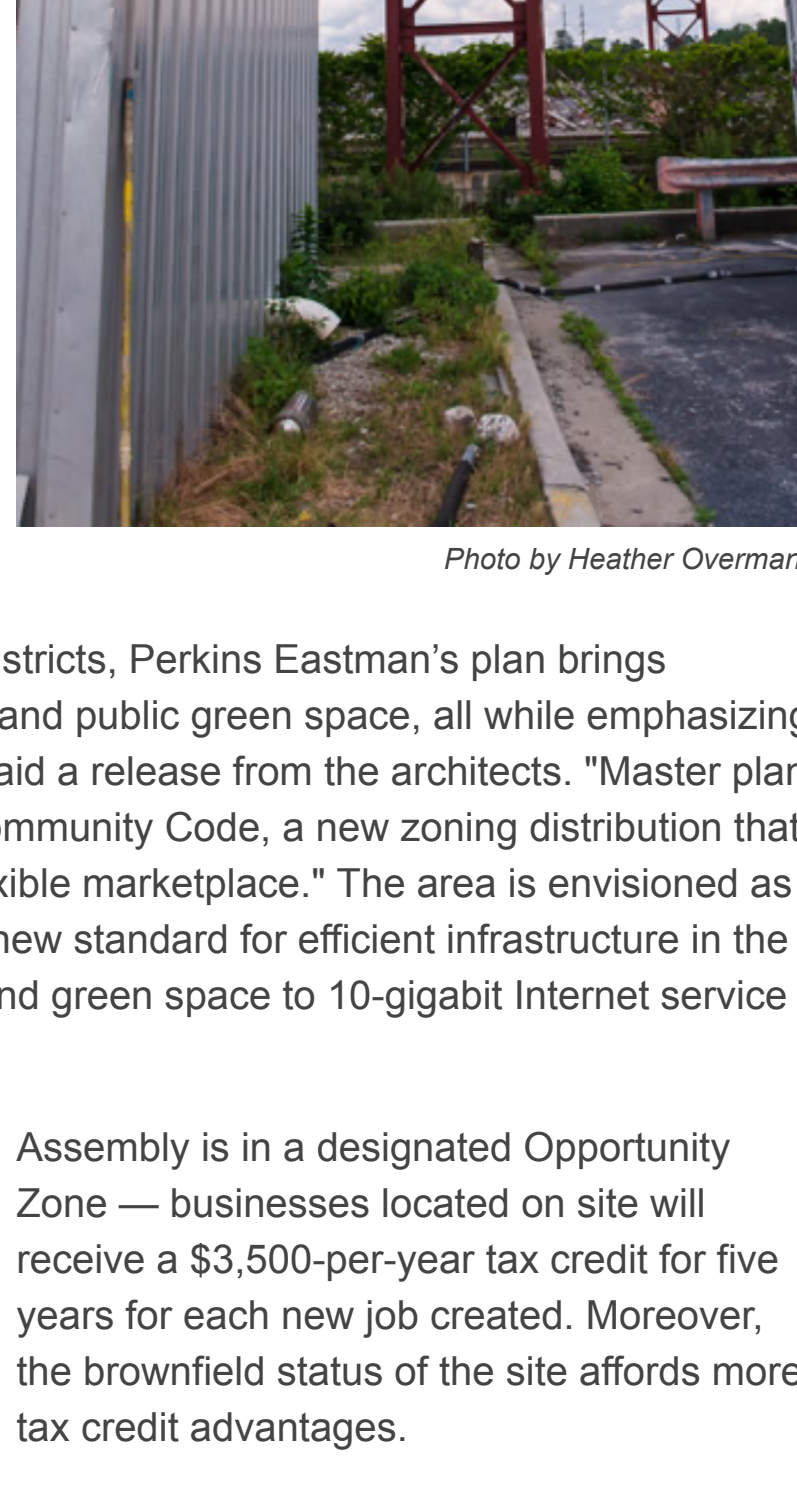 Photo by Heather Overman
stricts, Perkins Eastman’s plan brings
and public green space, all while emphasizing
aid a release from the architects. "Master plan
ommunity Code, a new zoning distribution that
xible marketplace." The area is envisioned as
new standard for efficient infrastructure in the
nd green space to 10-gigabit Internet service
Assembly is in a designated Opportunity
Zone — businesses located on site will
receive a $3,500-per-year tax credit for five
years for each new job created. Moreover,
the brownfield status of the site affords more
tax credit advantages.